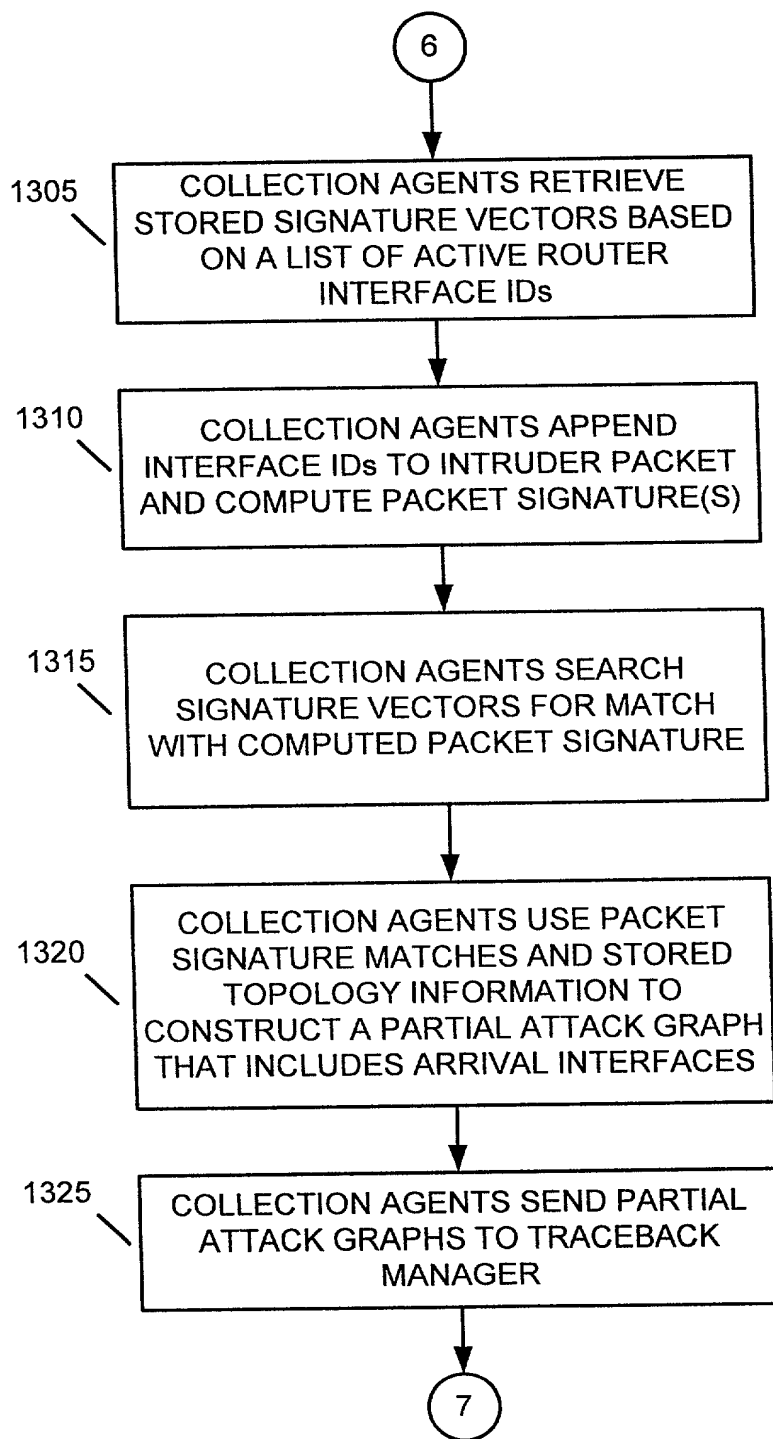 6
1305
COLLECTION AGENTS RETRIEVE
STORED SIGNATURE VECTORS BASED
ON A LIST OF ACTIVE ROUTER
INTERFACE IDs
1310
COLLECTION AGENTS APPEND
INTERFACE IDs TO INTRUDER PACKET
AND COMPUTE PACKET SIGNATURE(S)
1315
COLLECTION AGENTS SEARCH
SIGNATURE VECTORS FOR MATCH
WITH COMPUTED PACKET SIGNATURE
1320
COLLECTION AGENTS USE PACKET
SIGNATURE MATCHES AND STORED
TOPOLOGY INFORMATION TO
CONSTRUCT A PARTIAL ATTACK GRAPH
THAT INCLUDES ARRIVAL INTERFACES
1325
COLLECTION AGENTS SEND PARTIAL
ATTACK GRAPHS TO TRACEBACK
MANAGER
7